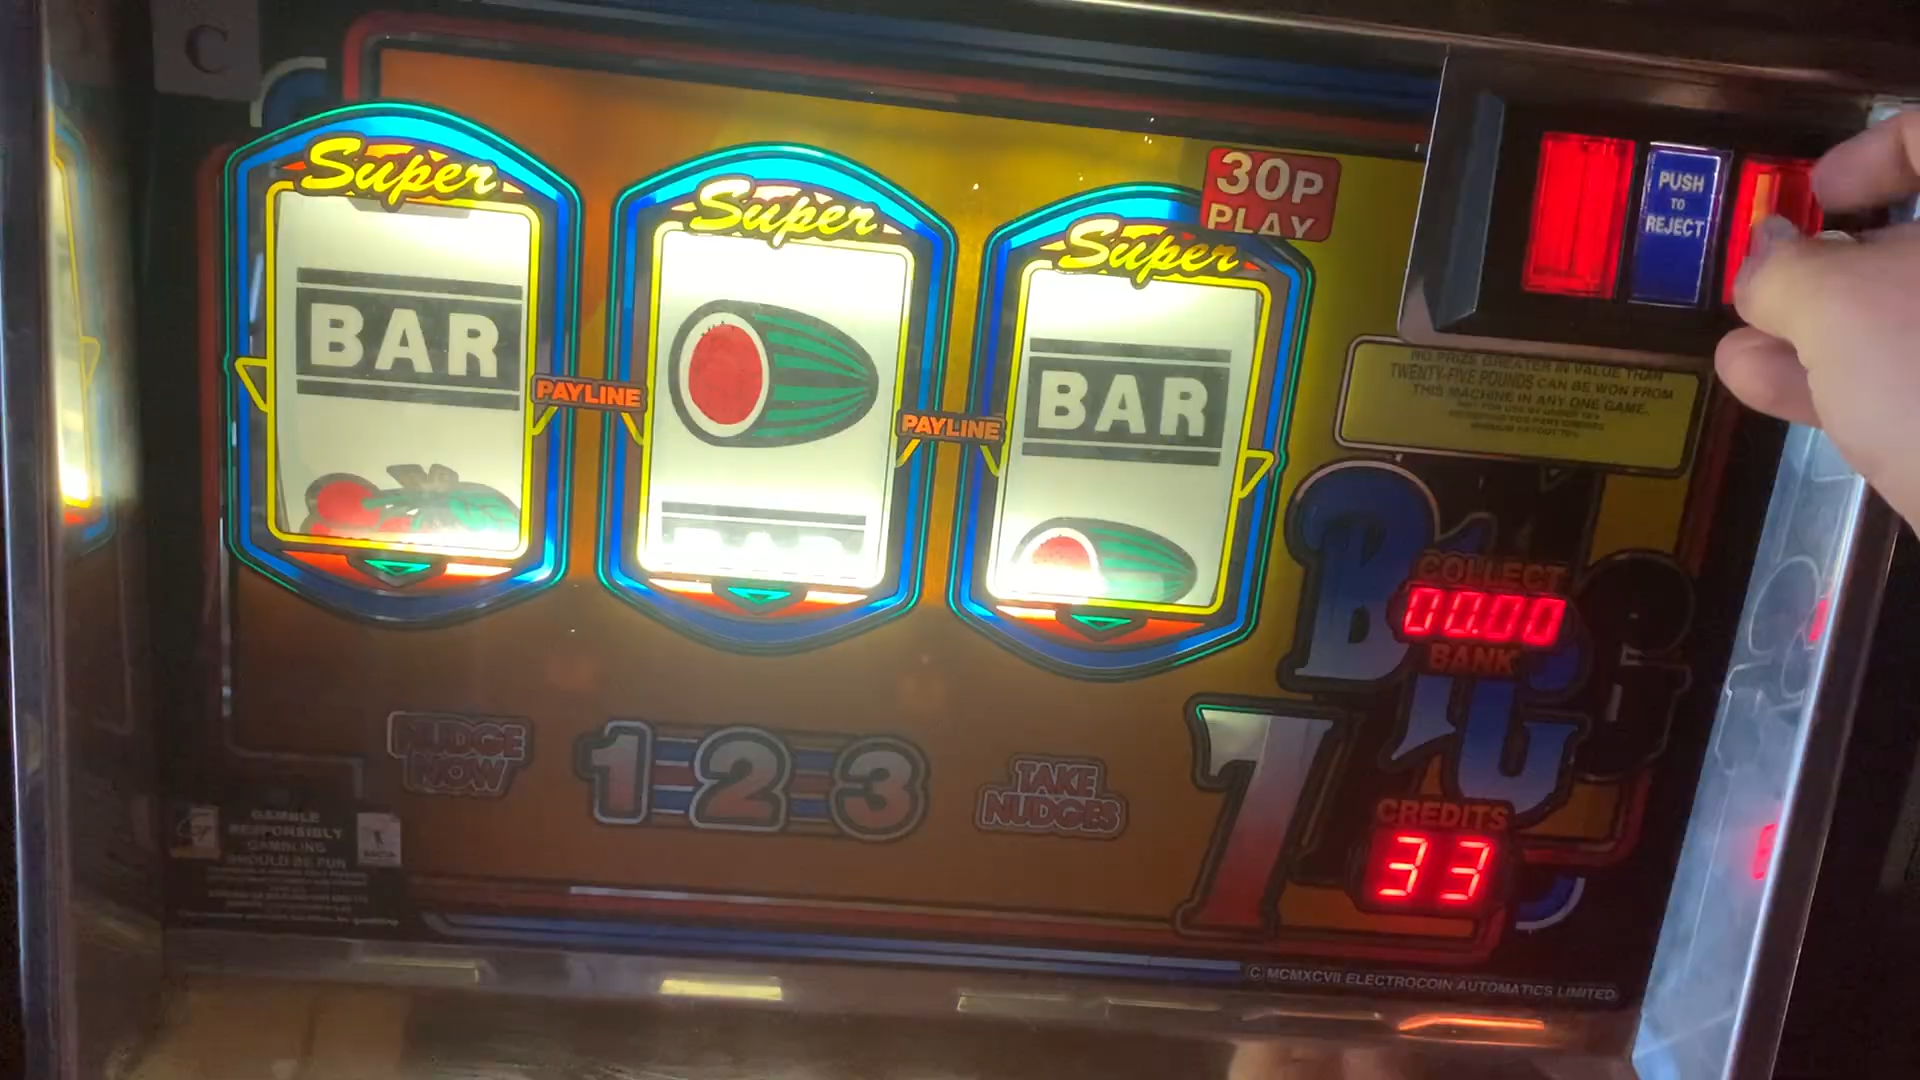 C
Super
Super
Super
30P
PLAY
PUSH
TO
REJECT
BAR
BAR
PAYLINE
PAYLINE
NO PRIZE GREATER IN VALUE THAN
TWENTY-FIVE POUNDS CAN BE WON FROM
THIS MACHINE IN ANY ONE GAME.
BIG
COLLECT
00.00
BANK
NUDGE
NOW
1 2 3
TAKE
NUDGES
7
CREDITS
33
GAMBLE
RESPONSIBLY
GAMBLING
SHOULD BE FUN
© MCMXCVII ELECTROCOIN AUTOMATICS LIMITED